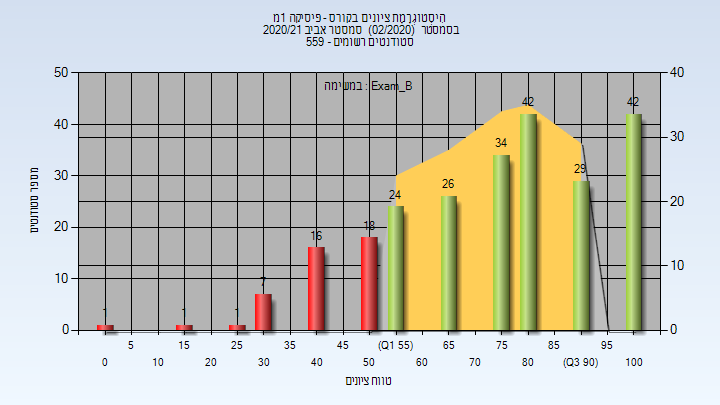 היסטוגרמת ציונים בקורס - פיסיקה 1מ
בסמסטר (02/2020) סמסטר אביב 2020/21
סטודנטים רשומים - 559
במשימה : Exam_B
מספר סטודנטים
50
40
30
20
10
0
40
30
20
10
0
1
1
1
7
16
18
24
26
34
42
29
42
5 15 25 35 45 (Q1 55) 65 75 85 95
0 10 20 30 40 50 60 70 80 (Q3 90) 100
טווח ציונים